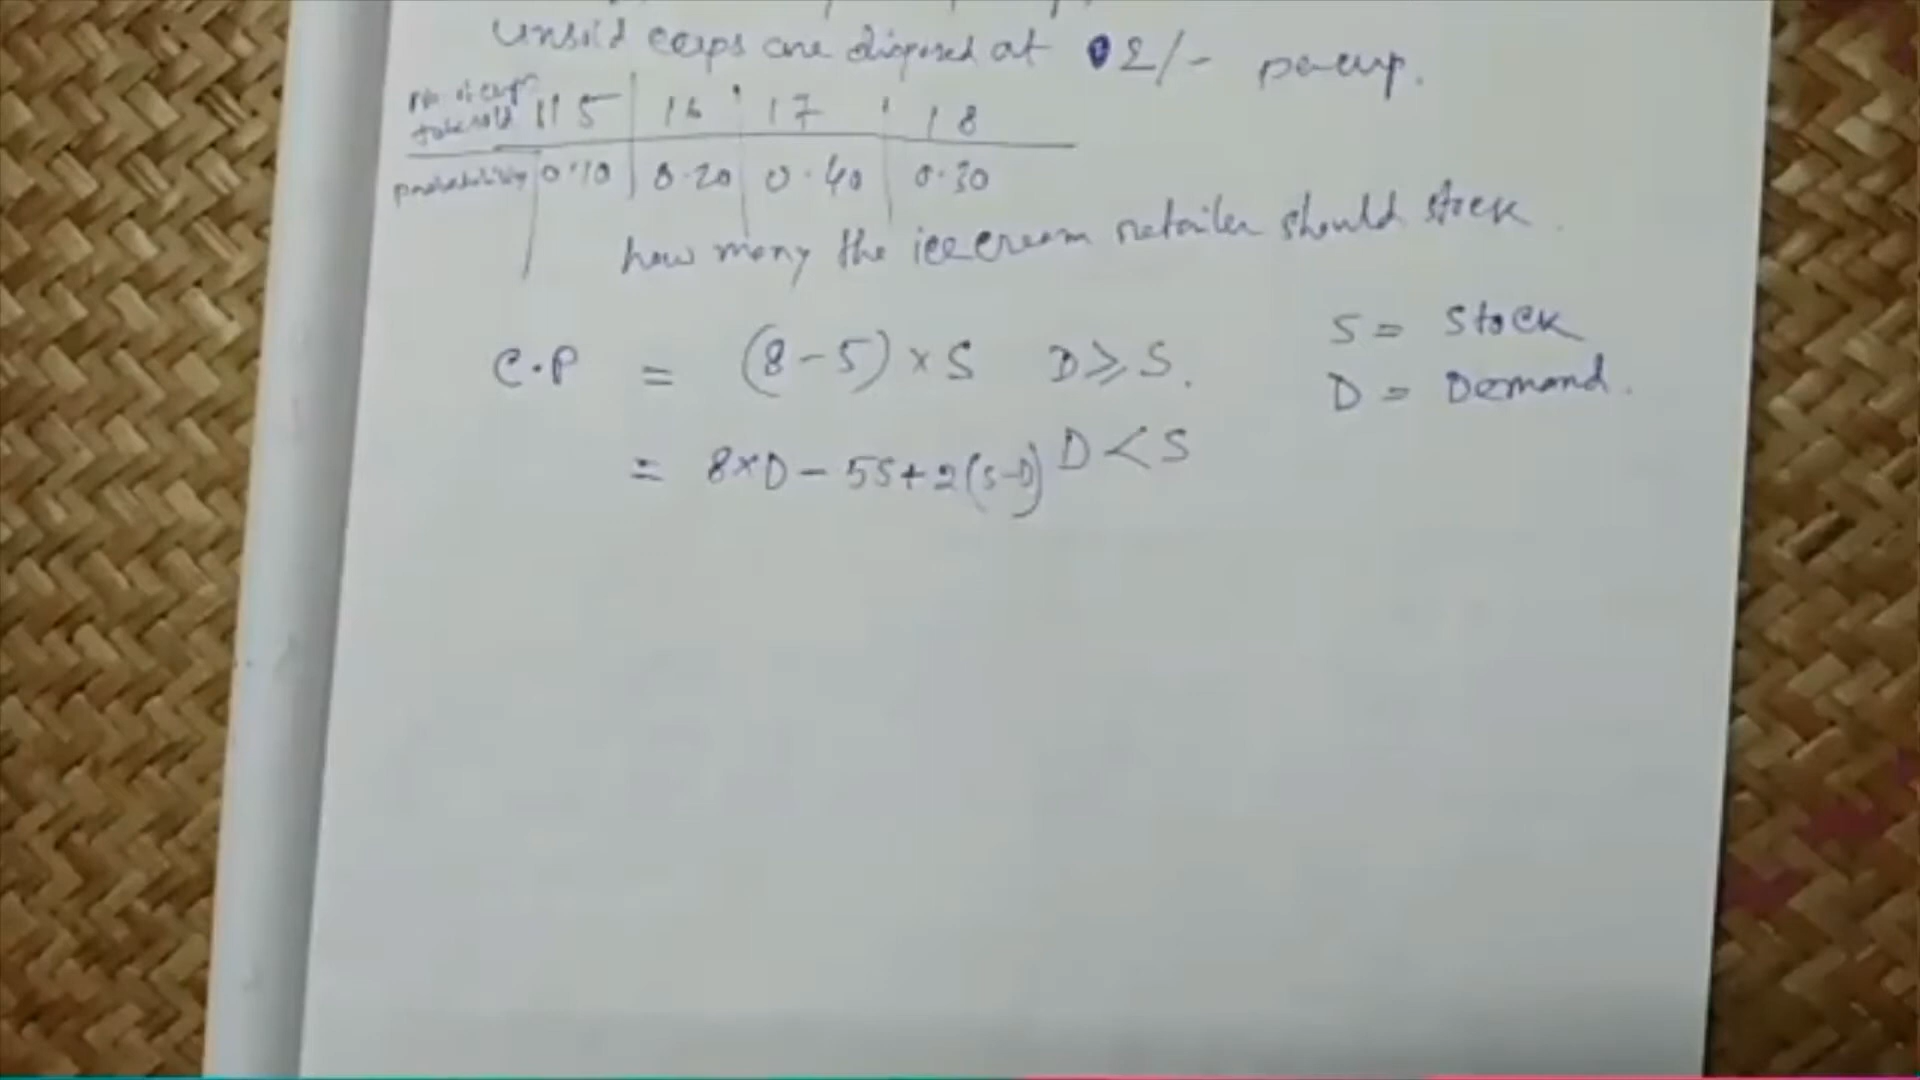 unsold cups are disposed at 2/- per cup.
No of cups to be sold 15 16 17 18
probability 0.10 0.20 0.40 0.30
how many the icecream retailer should stock.
C.P = (8-5)×S D⩾S.
= 8×D-5S+2(S-D) D<S
S = Stock
D = Demand.